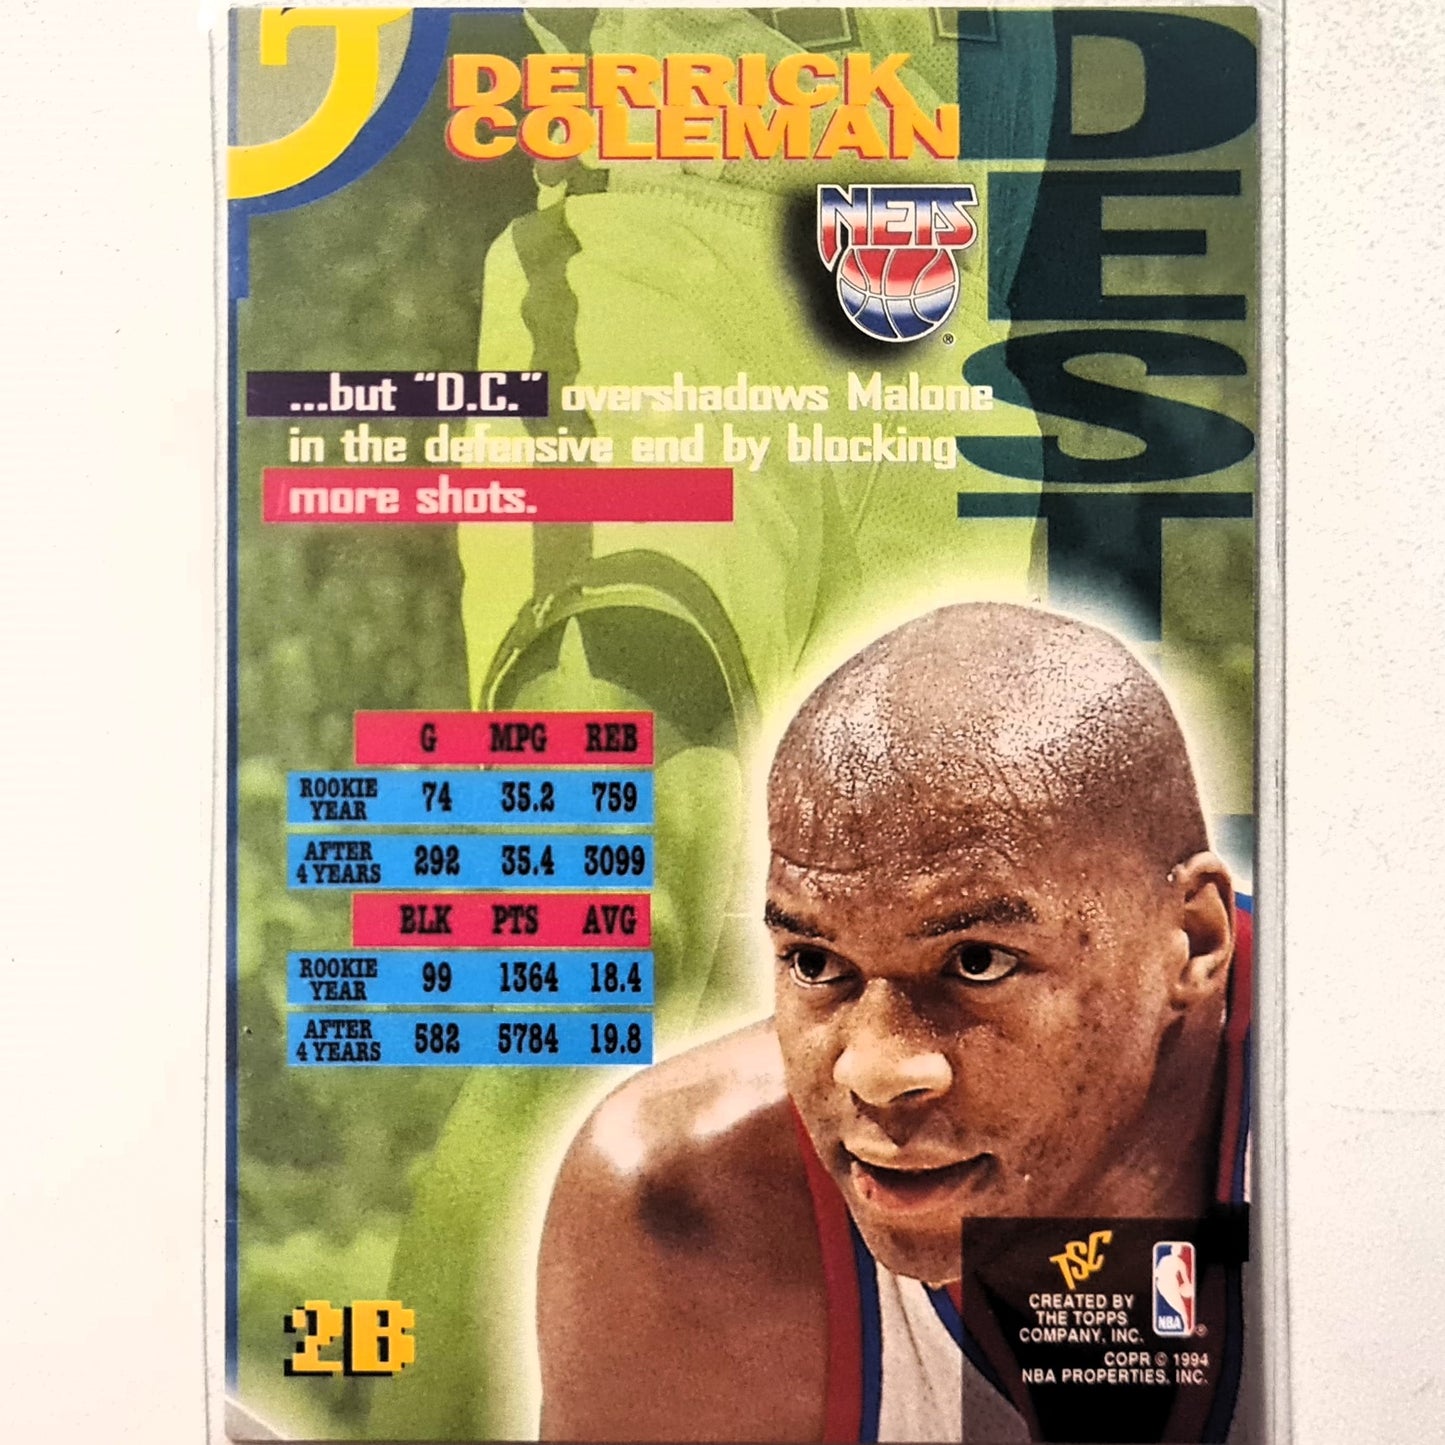 DERRICK
COLEMAN
NETS
®
DEST
...but “D.C.” overshadows Malone
in the defensive end by blocking
more shots.
G MPG REB
ROOKIE YEAR 74 35.2 759
AFTER 4 YEARS 292 35.4 3099
BLK PTS AVG
ROOKIE YEAR 99 1364 18.4
AFTER 4 YEARS 582 5784 19.8
2B
TSC
NBA
®
CREATED BY
THE TOPPS
COMPANY, INC.
COPR © 1994
NBA PROPERTIES, INC.